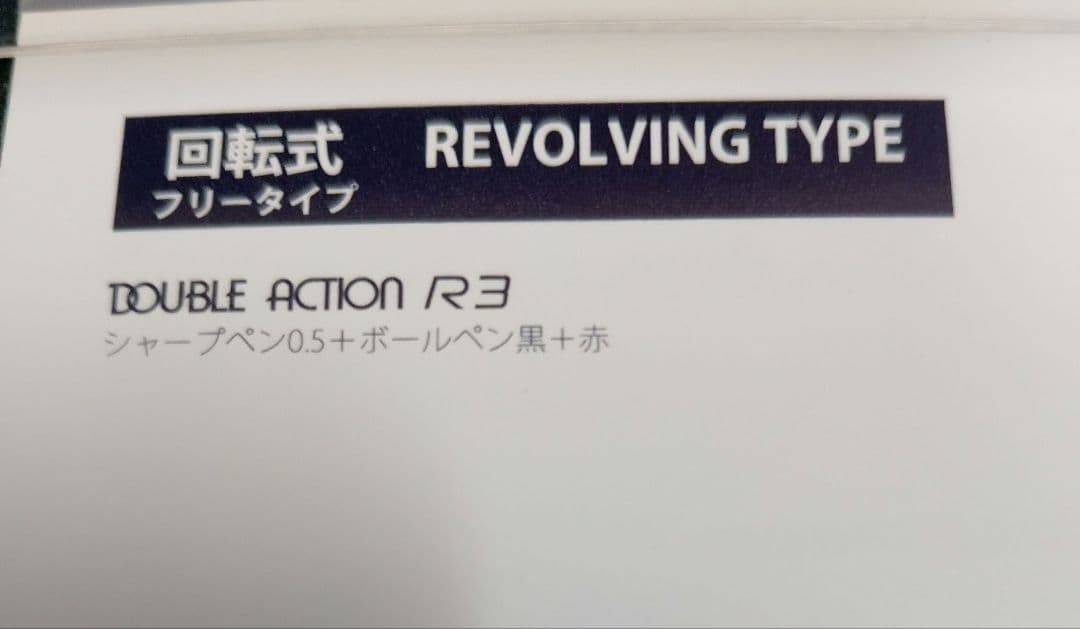 回転式 REVOLVING TYPE
フリータイプ
DOUBLE ACTION R3
シャープペン0.5+ボールペン黒+赤